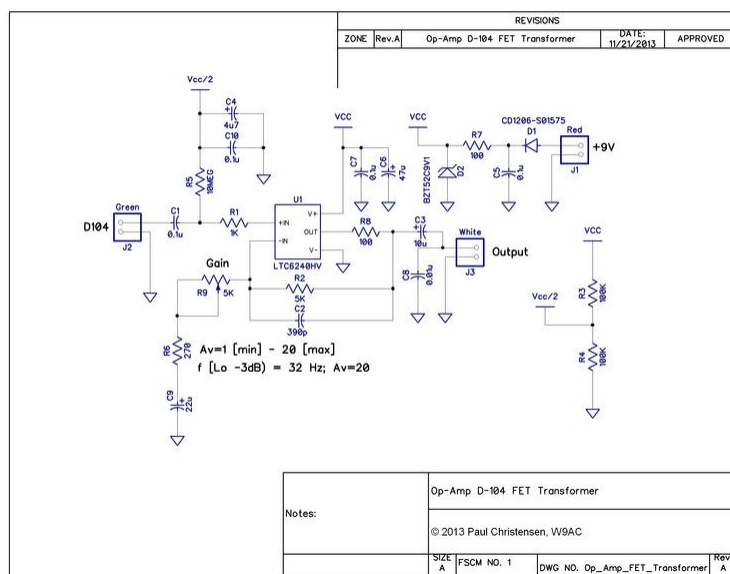 REVISIONS
ZONE Rev.A Op-Amp D-104 FET Transformer DATE: 11/21/2013 APPROVED
Vcc/2
C4
4u7
C10
0.1u
R5
10MEG
Green
D104
J2
C1
0.1u
R1
1K
U1
+IN
-IN
V+
OUT
V-
LTC6240HV
VCC
C7
0.1u
C6
47u
R8
100
C3
10u
White
Output
J3
C8
0.01u
Gain
R9 5K
R2
5K
C2
390p
R6
270
C9
22u
Av=1 [min] - 20 [max]
f [Lo -3dB) = 32 Hz; Av=20
VCC
BZT52C9V1
D2
R7
100
CD1206-S01575
D1
C5
0.1u
Red
+9V
J1
VCC
R3
100K
Vcc/2
R4
100K
Notes:
Op-Amp D-104 FET Transformer
© 2013 Paul Christensen, W9AC
SIZE
A
FSCM NO. 1
DWG NO. Op_Amp_FET_Transformer
Rev
A